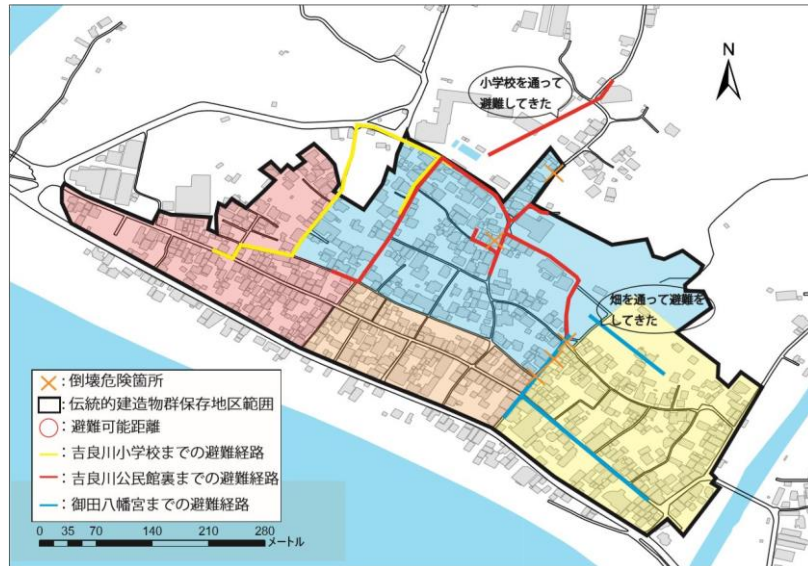 N
小学校を通って
避難してきた
畑を通って避難を
してきた
:倒壊危険箇所
:伝統的建造物群保存地区範囲
:避難可能距離
:吉良川小学校までの避難経路
:吉良川公民館裏までの避難経路
:御田八幡宮までの避難経路
0 35 70 140 210 280
メートル